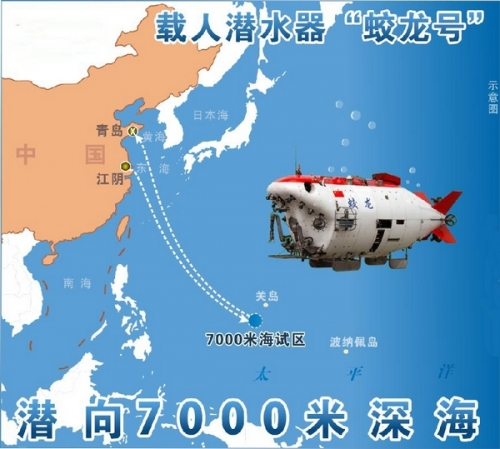 载人潜水器“蛟龙号”
示意图
日本海
青岛
黄海
中国
江阴
东海
蛟龙
南海
关岛
7000米海试区
波纳佩岛
太平洋
潜向7000米深海